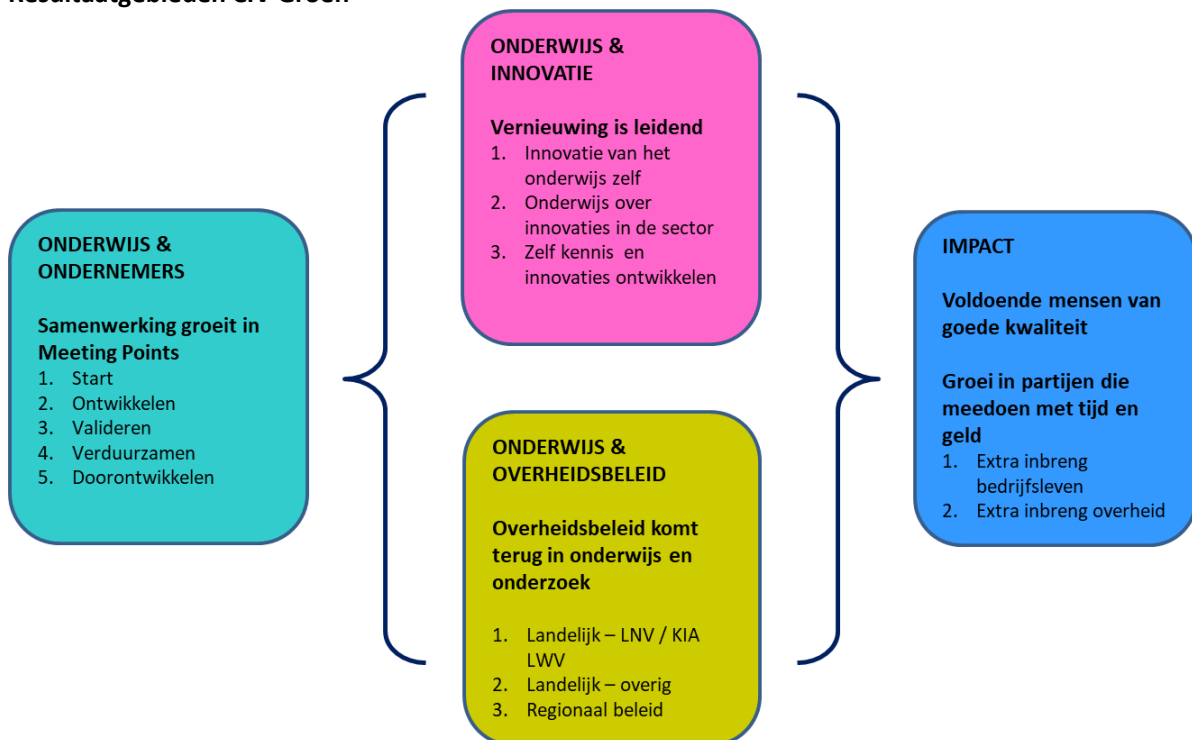 Resultaatgebieden CIV Groen
ONDERWIJS &
ONDERNEMERS
Samenwerking groeit in
Meeting Points
1. Start
2. Ontwikkelen
3. Valideren
4. Verduurzamen
5. Doorontwikkelen
ONDERWIJS &
INNOVATIE
Vernieuwing is leidend
1. Innovatie van het
onderwijs zelf
2. Onderwijs over
innovaties in de sector
3. Zelf kennis en
innovaties ontwikkelen
ONDERWIJS &
OVERHEIDSBELEID
Overheidsbeleid komt
terug in onderwijs en
onderzoek
1. Landelijk – LNV / KIA
LWV
2. Landelijk – overig
3. Regionaal beleid
IMPACT
Voldoende mensen van
goede kwaliteit
Groei in partijen die
meedoen met tijd en
geld
1. Extra inbreng
bedrijfsleven
2. Extra inbreng overheid